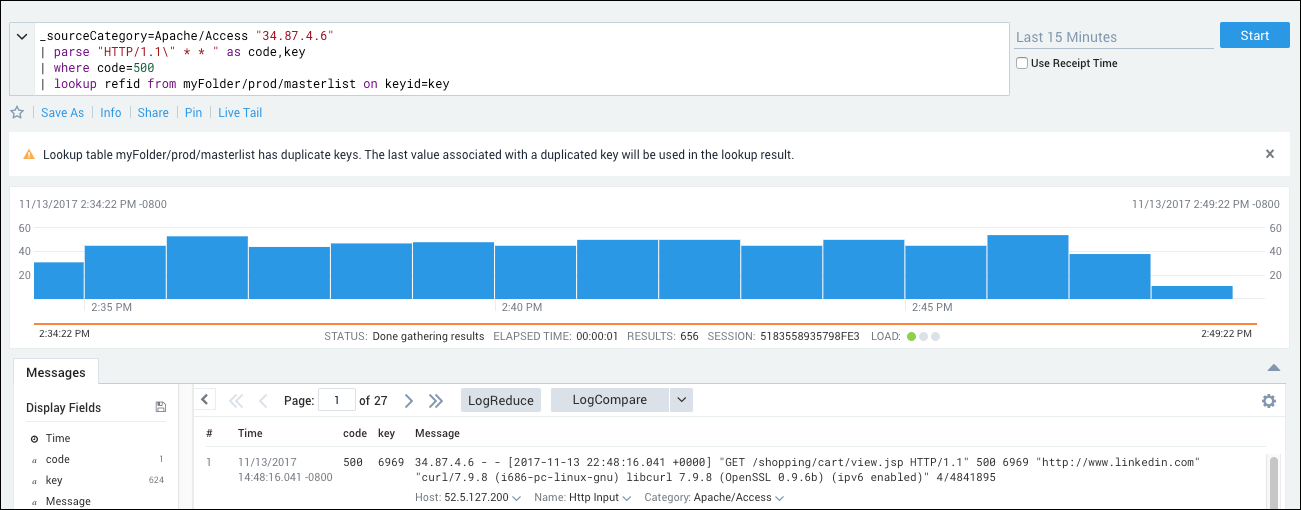 _sourceCategory=Apache/Access "34.87.4.6"
| parse "HTTP/1.1\" * * " as code,key
| where code=500
| lookup refid from myFolder/prod/masterlist on keyid=key
Last 15 Minutes
Start
Use Receipt Time
Save As Info Share Pin Live Tail
Lookup table myFolder/prod/masterlist has duplicate keys. The last value associated with a duplicated key will be used in the lookup result.
11/13/2017 2:34:22 PM -0800
11/13/2017 2:49:22 PM -0800
60 60
40 40
20 20
2:35 PM 2:40 PM 2:45 PM
2:34:22 PM
STATUS: Done gathering results ELAPSED TIME: 00:00:01 RESULTS: 656 SESSION: 5183558935798FE3 LOAD:
2:49:22 PM
Messages
Display Fields
Time
a code 1
a key 624
a Message
Page: 1 of 27 LogReduce LogCompare
# Time code key Message
1 11/13/2017 500 6969 34.87.4.6 - - [2017-11-13 22:48:16.041 +0000] "GET /shopping/cart/view.jsp HTTP/1.1" 500 6969 "http://www.linkedin.com"
14:48:16.041 -0800 "curl/7.9.8 (i686-pc-linux-gnu) libcurl 7.9.8 (OpenSSL 0.9.6b) (ipv6 enabled)" 4/4841895
Host: 52.5.127.200 Name: Http Input Category: Apache/Access